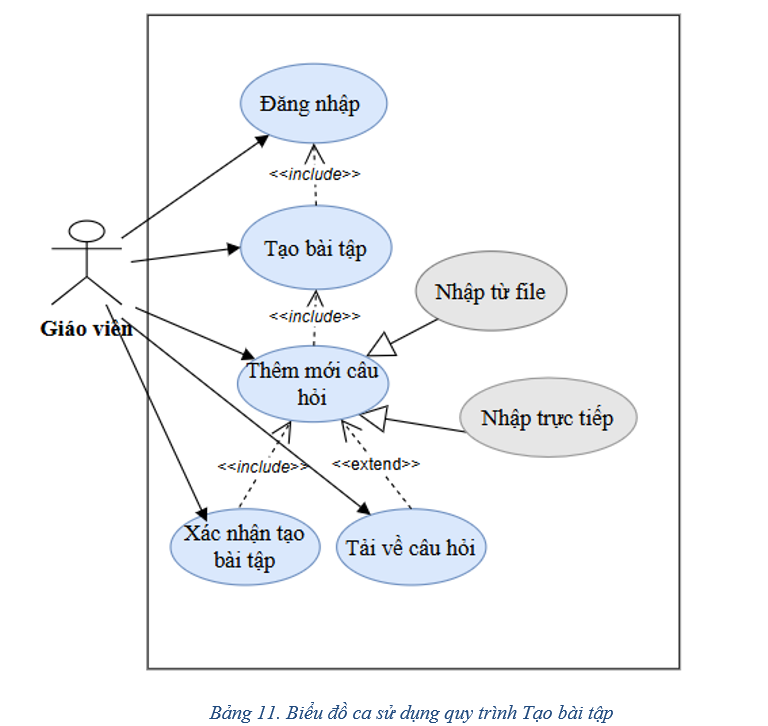 Đăng nhập
<<include>>
Tạo bài tập
Nhập từ file
<<include>>
Giáo viên
Thêm mới câu
hỏi
Nhập trực tiếp
<<include>>
<<extend>>
Xác nhận tạo
bài tập
Tải về câu hỏi
Bảng 11. Biểu đồ ca sử dụng quy trình Tạo bài tập